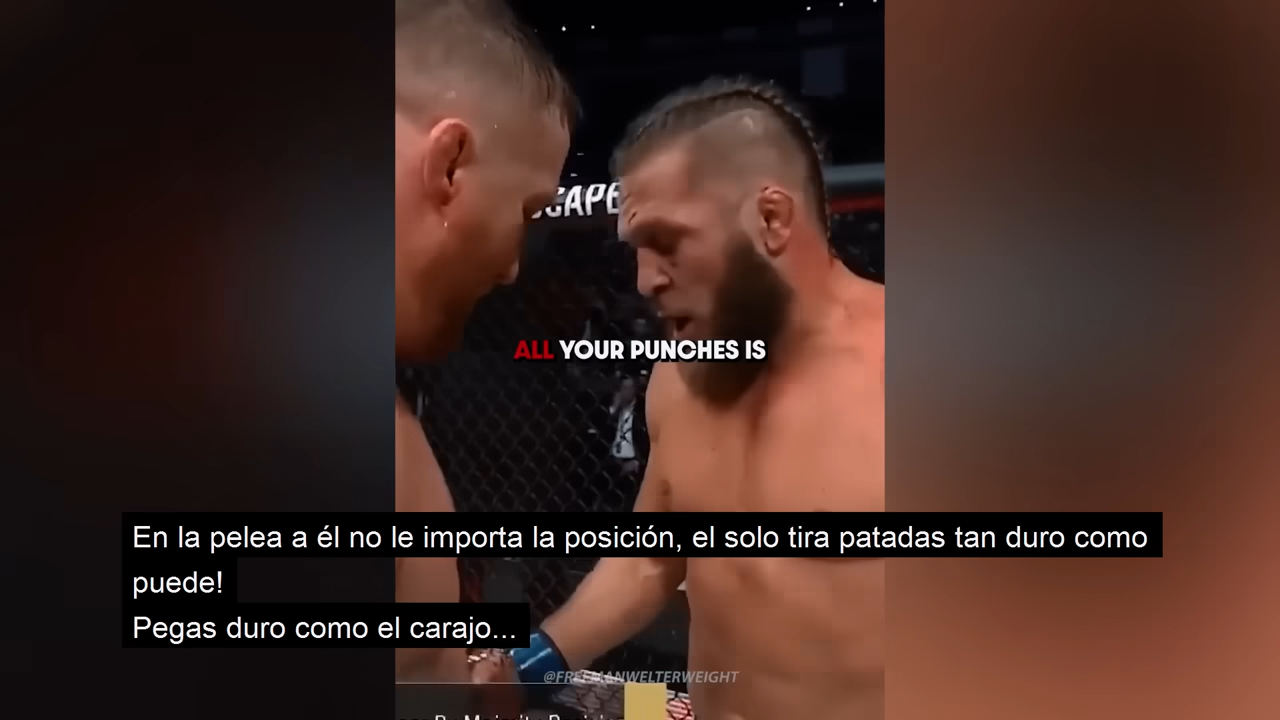 ALL YOUR PUNCHES IS
En la pelea a él no le importa la posición, el solo tira patadas tan duro como
puede!
Pegas duro como el carajo...
@FREEMANWELTERWEIGHT